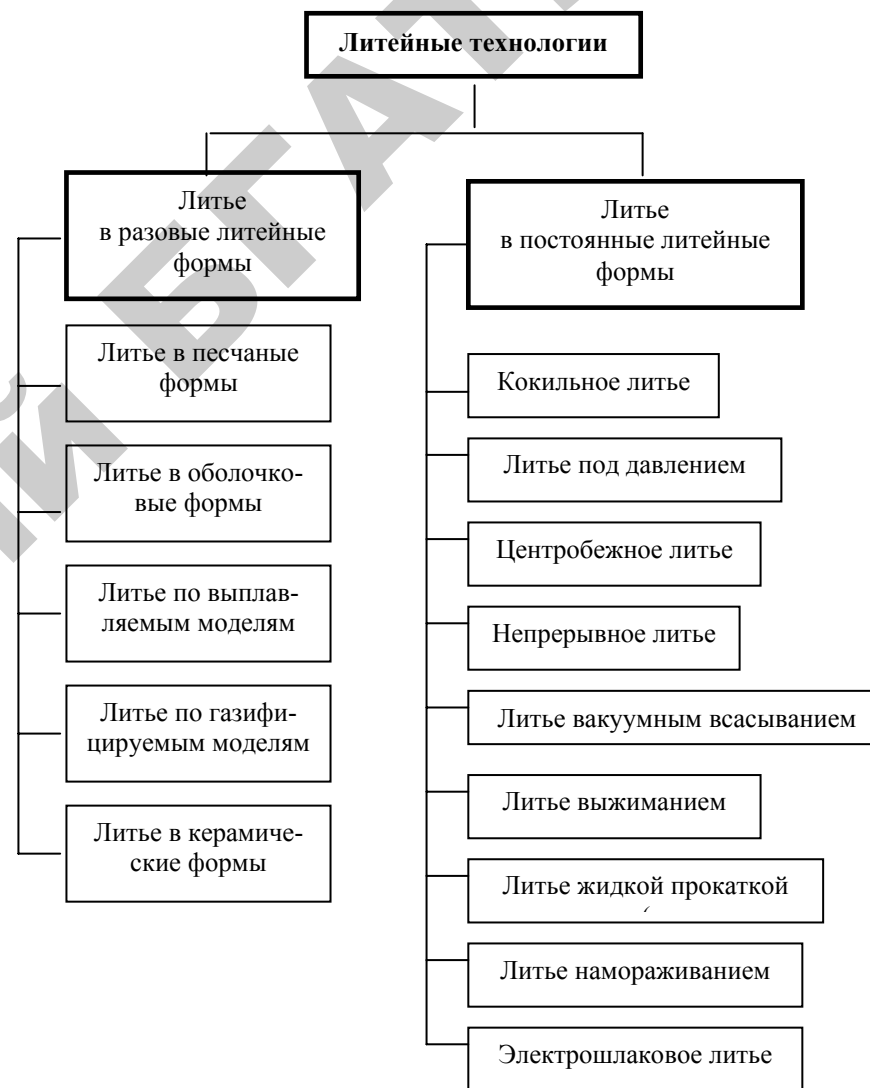 Литейные технологии
Литье
в разовые литейные
формы
Литье в песчаные
формы
Литье в оболочко-
вые формы
Литье по выплав-
ляемым моделям
Литье по газифи-
цируемым моделям
Литье в керамиче-
ские формы
Литье
в постоянные литейные
формы
Кокильное литье
Литье под давлением
Центробежное литье
Непрерывное литье
Литье вакуумным всасыванием
Литье выжиманием
Литье жидкой прокаткой
Литье намораживанием
Электрошлаковое литье
БГАТ